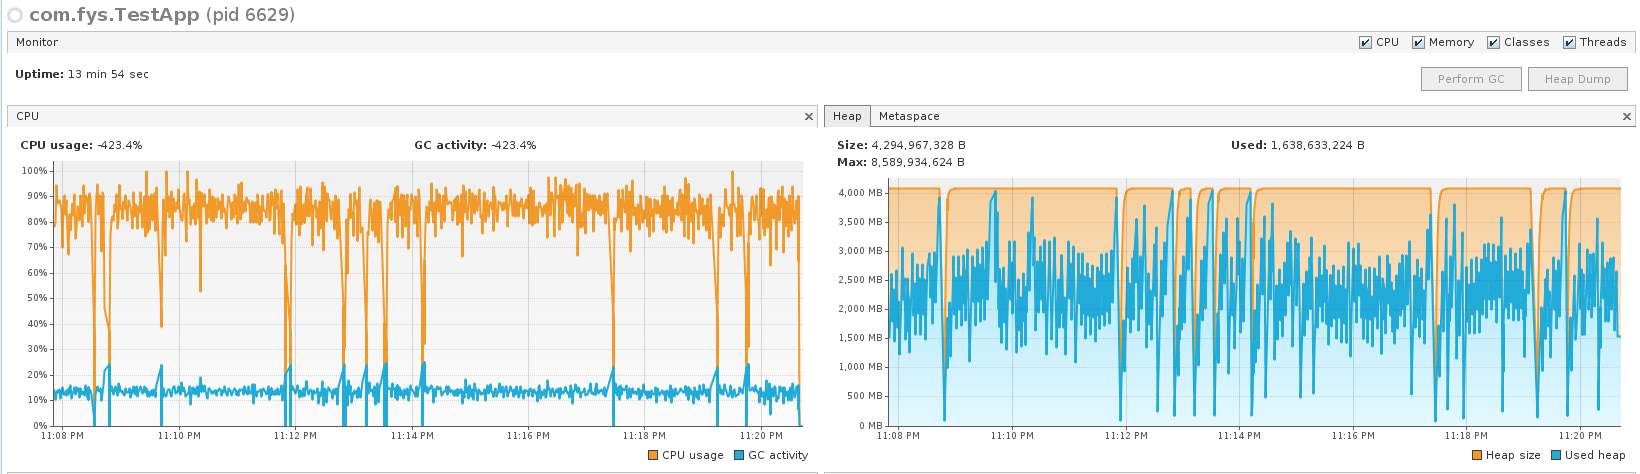 com.fys.TestApp (pid 6629)
Monitor
CPU Memory Classes Threads
Uptime: 13 min 54 sec
Perform GC Heap Dump
CPU
CPU usage: -423.4% GC activity: -423.4%
100%
90%
80%
70%
60%
50%
40%
30%
20%
10%
0%
11:08 PM 11:10 PM 11:12 PM 11:14 PM 11:16 PM 11:18 PM 11:20 PM
CPU usage GC activity
Heap Metaspace
Size: 4,294,967,328 B Used: 1,638,633,224 B
Max: 8,589,934,624 B
4,000 MB
3,500 MB
3,000 MB
2,500 MB
2,000 MB
1,500 MB
1,000 MB
500 MB
0 MB
11:08 PM 11:10 PM 11:12 PM 11:14 PM 11:16 PM 11:18 PM 11:20 PM
Heap size Used heap